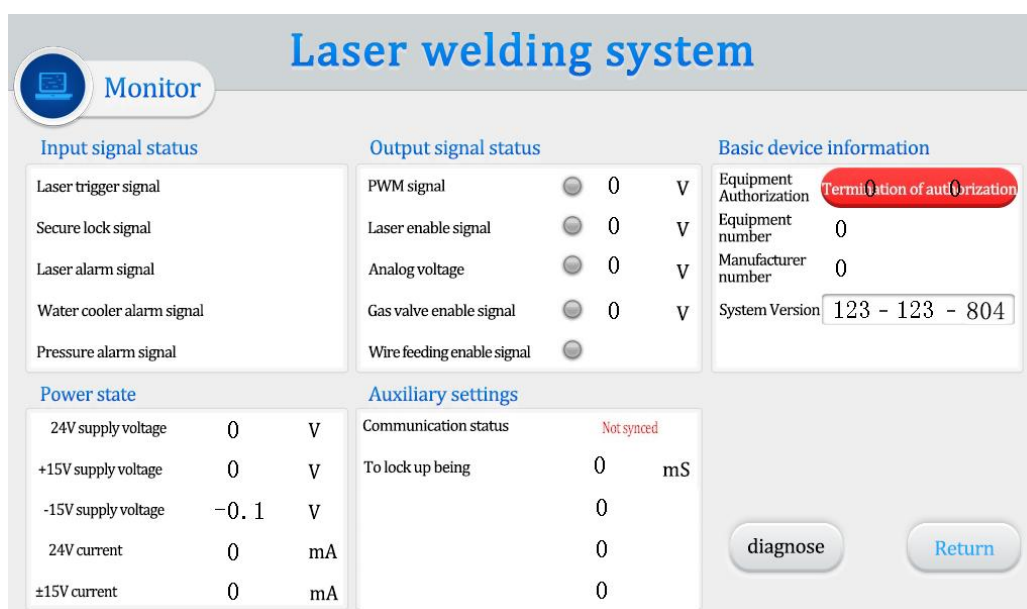 Laser welding system
Monitor
Input signal status
Laser trigger signal
Secure lock signal
Laser alarm signal
Water cooler alarm signal
Pressure alarm signal
Output signal status
PWM signal 0 V
Laser enable signal 0 V
Analog voltage 0 V
Gas valve enable signal 0 V
Wire feeding enable signal
Basic device information
Equipment
Authorization
Termination of authorization
0 0
Equipment
number 0
Manufacturer
number 0
System Version 123 - 123 - 804
Power state
24V supply voltage 0 V
+15V supply voltage 0 V
-15V supply voltage -0.1 V
24V current 0 mA
±15V current 0 mA
Auxiliary settings
Communication status Not synced
To lock up being 0 mS
0
0
0
diagnose
Return